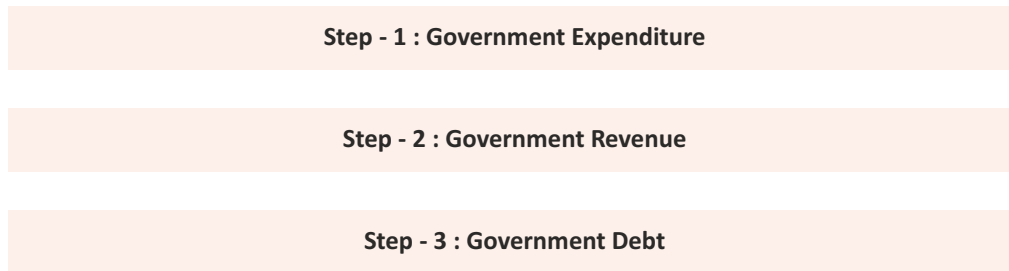 Step - 1 : Government Expenditure
Step - 2 : Government Revenue
Step - 3 : Government Debt